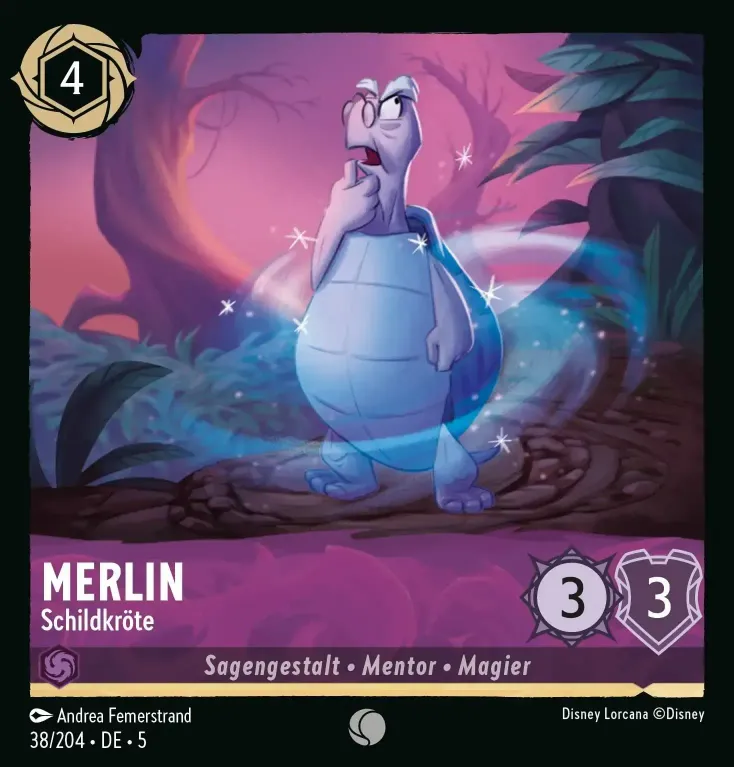 4
MERLIN
Schildkröte
3
3
Sagengestalt • Mentor • Magier
Andrea Femerstrand
Disney Lorcana ©Disney
38/204 • DE • 5